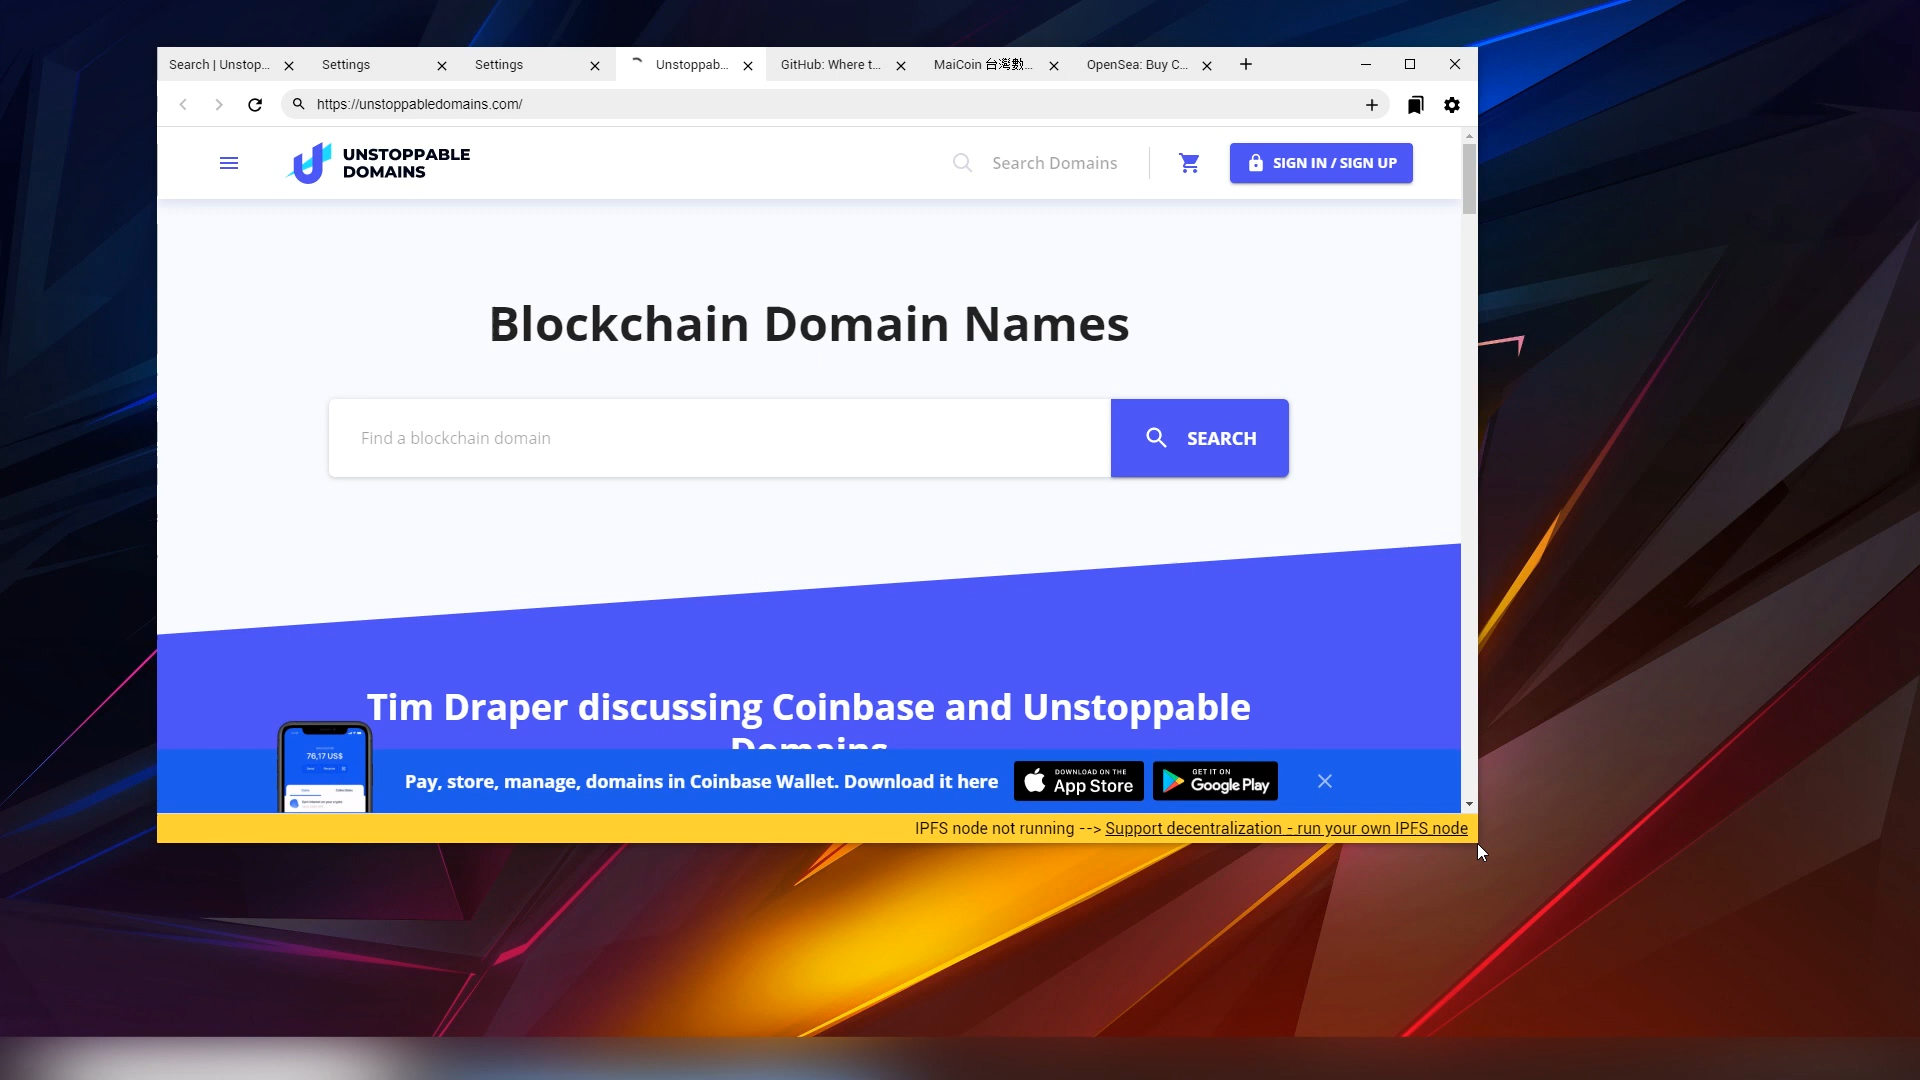 Search | Unstop...
Settings
Settings
Unstoppab...
GitHub: Where t...
MaiCoin 台灣數...
OpenSea: Buy C...
https://unstoppabledomains.com/
UNSTOPPABLE
DOMAINS
Search Domains
SIGN IN / SIGN UP
Blockchain Domain Names
Find a blockchain domain
SEARCH
Tim Draper discussing Coinbase and Unstoppable
Domains
76,17 US$
Pay, store, manage, domains in Coinbase Wallet. Download it here
DOWNLOAD ON THE
App Store
GET IT ON
Google Play
IPFS node not running --> Support decentralization - run your own IPFS node